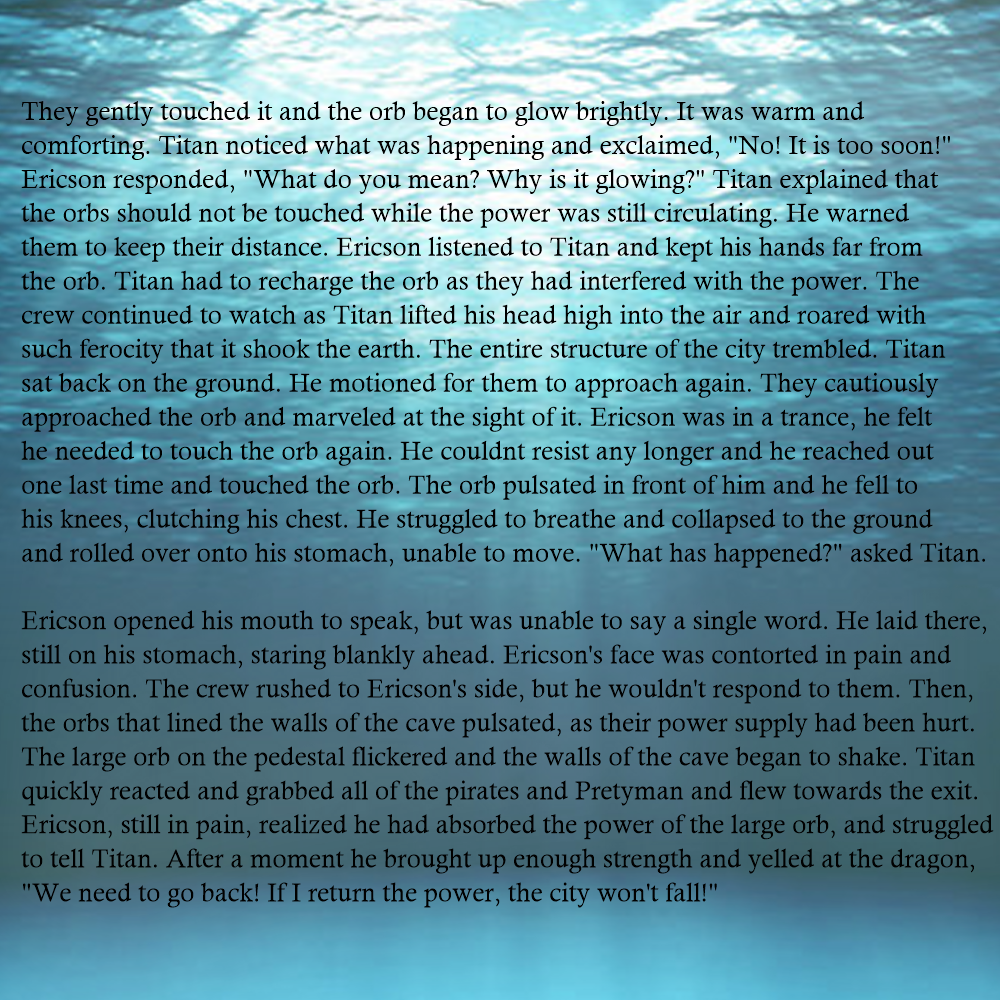 They gently touched it and the orb began to glow brightly. It was warm and
comforting. Titan noticed what was happening and exclaimed, "No! It is too soon!"
Ericson responded, "What do you mean? Why is it glowing?" Titan explained that
the orbs should not be touched while the power was still circulating. He warned
them to keep their distance. Ericson listened to Titan and kept his hands far from
the orb. Titan had to recharge the orb as they had interfered with the power. The
crew continued to watch as Titan lifted his head high into the air and roared with
such ferocity that it shook the earth. The entire structure of the city trembled. Titan
sat back on the ground. He motioned for them to approach again. They cautiously
approached the orb and marveled at the sight of it. Ericson was in a trance, he felt
he needed to touch the orb again. He couldnt resist any longer and he reached out
one last time and touched the orb. The orb pulsated in front of him and he fell to
his knees, clutching his chest. He struggled to breathe and collapsed to the ground
and rolled over onto his stomach, unable to move. "What has happened?" asked Titan.
Ericson opened his mouth to speak, but was unable to say a single word. He laid there,
still on his stomach, staring blankly ahead. Ericson's face was contorted in pain and
confusion. The crew rushed to Ericson's side, but he wouldn't respond to them. Then,
the orbs that lined the walls of the cave pulsated, as their power supply had been hurt.
The large orb on the pedestal flickered and the walls of the cave began to shake. Titan
quickly reacted and grabbed all of the pirates and Pretyman and flew towards the exit.
Ericson, still in pain, realized he had absorbed the power of the large orb, and struggled
to tell Titan. After a moment he brought up enough strength and yelled at the dragon,
"We need to go back! If I return the power, the city won't fall!"